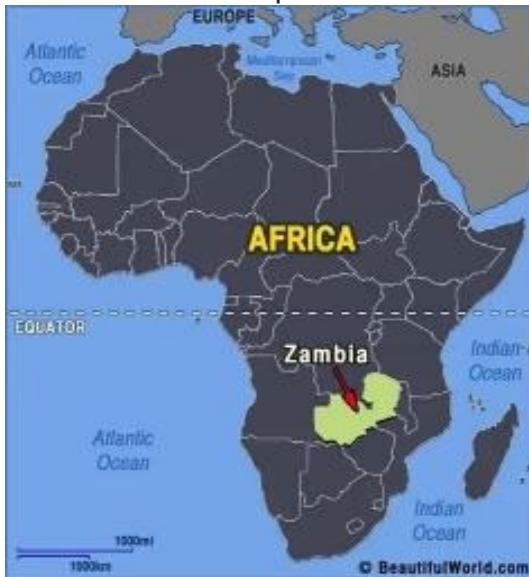 EUROPE
Atlantic
Ocean
Mediterranean
Sea
ASIA
AFRICA
EQUATOR
Zambia
Indian
Ocean
Atlantic
Ocean
Indian
Ocean
1000mi
1000km
© BeautifulWorld.com